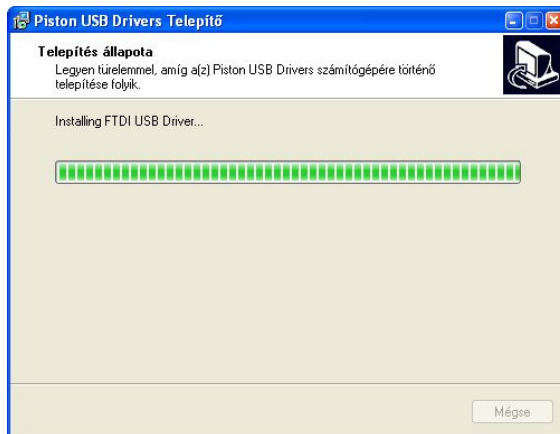 Piston USB Drivers Telepítő
Telepítés állapota
Legyen türelemmel, amíg a(z) Piston USB Drivers számítógépére történő
telepítése folyik.
Installing FTDI USB Driver...
Mégse